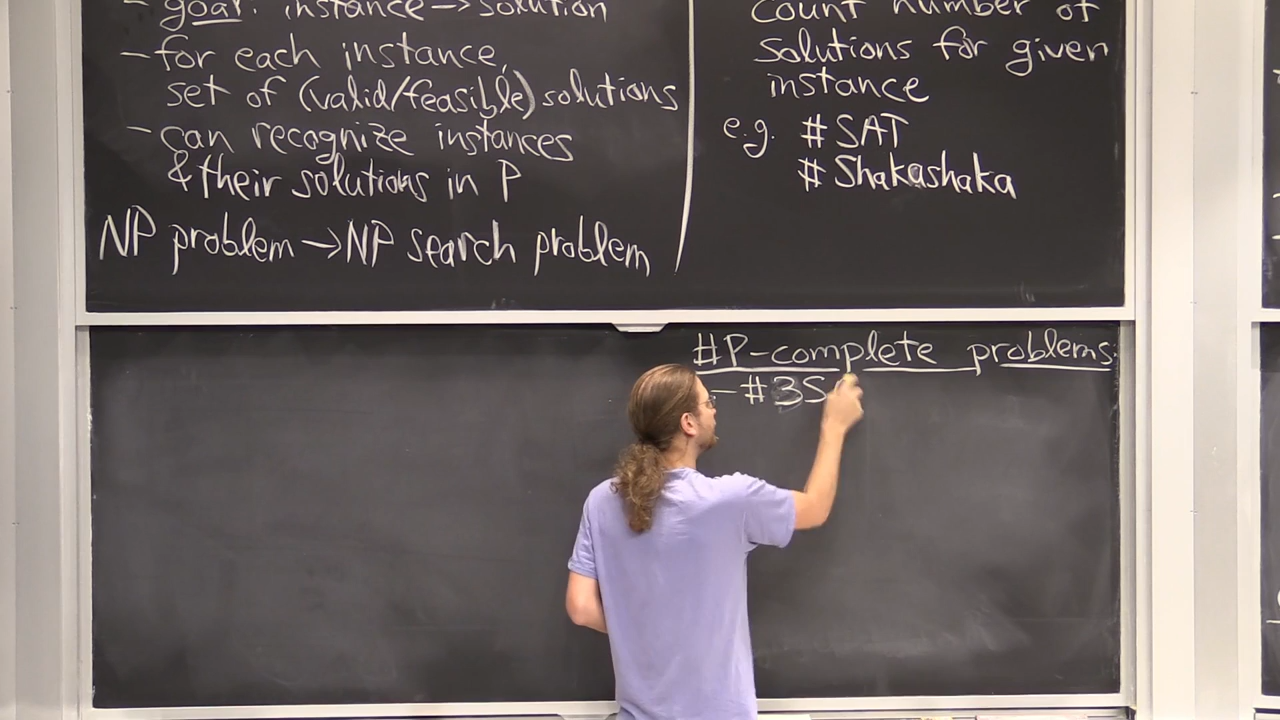 - goal: instance → solution
- for each instance,
set of (valid/feasible) solutions
- can recognize instances
& their solutions in P
NP problem → NP search problem
count number of
solutions for given
instance
e.g. # SAT
# Shakashaka
#P-complete problems:
- #3S